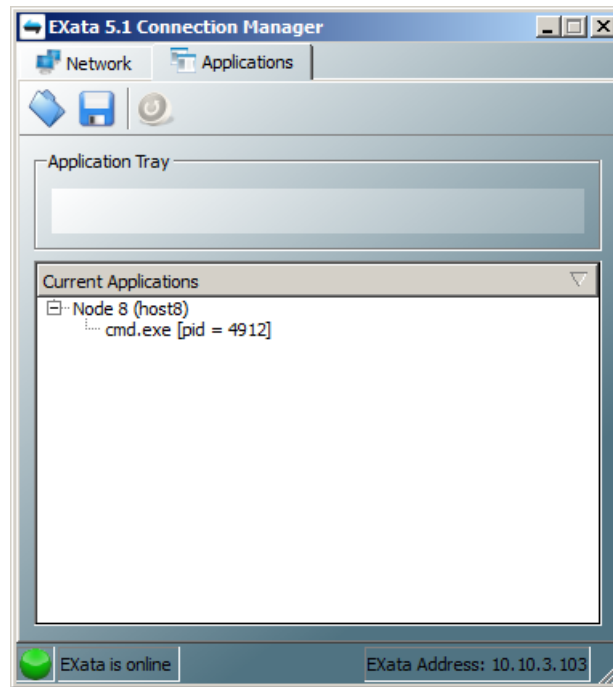 EXata 5.1 Connection Manager
Network
Applications
Application Tray
Current Applications
Node 8 (host8)
cmd.exe [pid = 4912]
EXata is online
EXata Address: 10.10.3.103